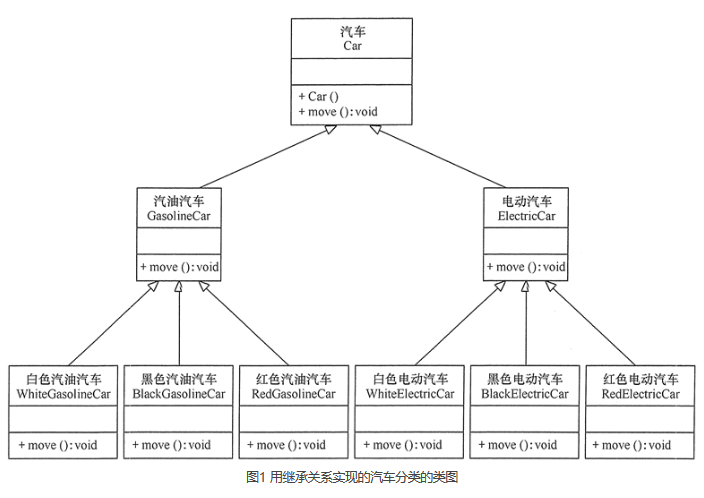 汽车
Car
+ Car ()
+ move (): void
汽油汽车
GasolineCar
+ move (): void
电动汽车
ElectricCar
+ move (): void
白色汽油汽车
WhiteGasolineCar
+ move (): void
黑色汽油汽车
BlackGasolineCar
+ move (): void
红色汽油汽车
RedGasolineCar
+ move (): void
白色电动汽车
WhiteElectricCar
+ move (): void
黑色电动汽车
BlackElectricCar
+ move (): void
红色电动汽车
RedElectricCar
+ move (): void
图1 用继承关系实现的汽车分类的类图